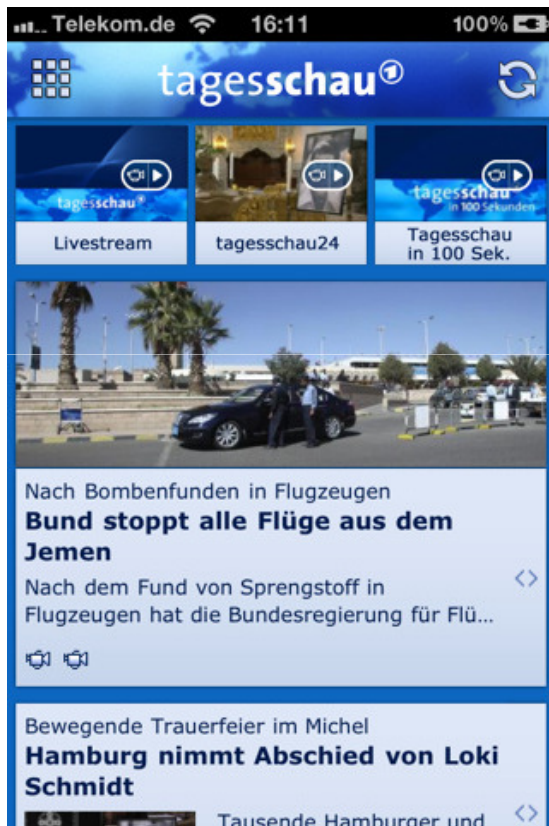 Telekom.de 16:11 100%
tagesschau
tagesschau
tagesschau
in 100 Sekunden
Livestream
tagesschau24
Tagesschau
in 100 Sek.
Nach Bombenfunden in Flugzeugen
Bund stoppt alle Flüge aus dem
Jemen
Nach dem Fund von Sprengstoff in
Flugzeugen hat die Bundesregierung für Flü...
Bewegende Trauerfeier im Michel
Hamburg nimmt Abschied von Loki
Schmidt
Tausende Hamburger und